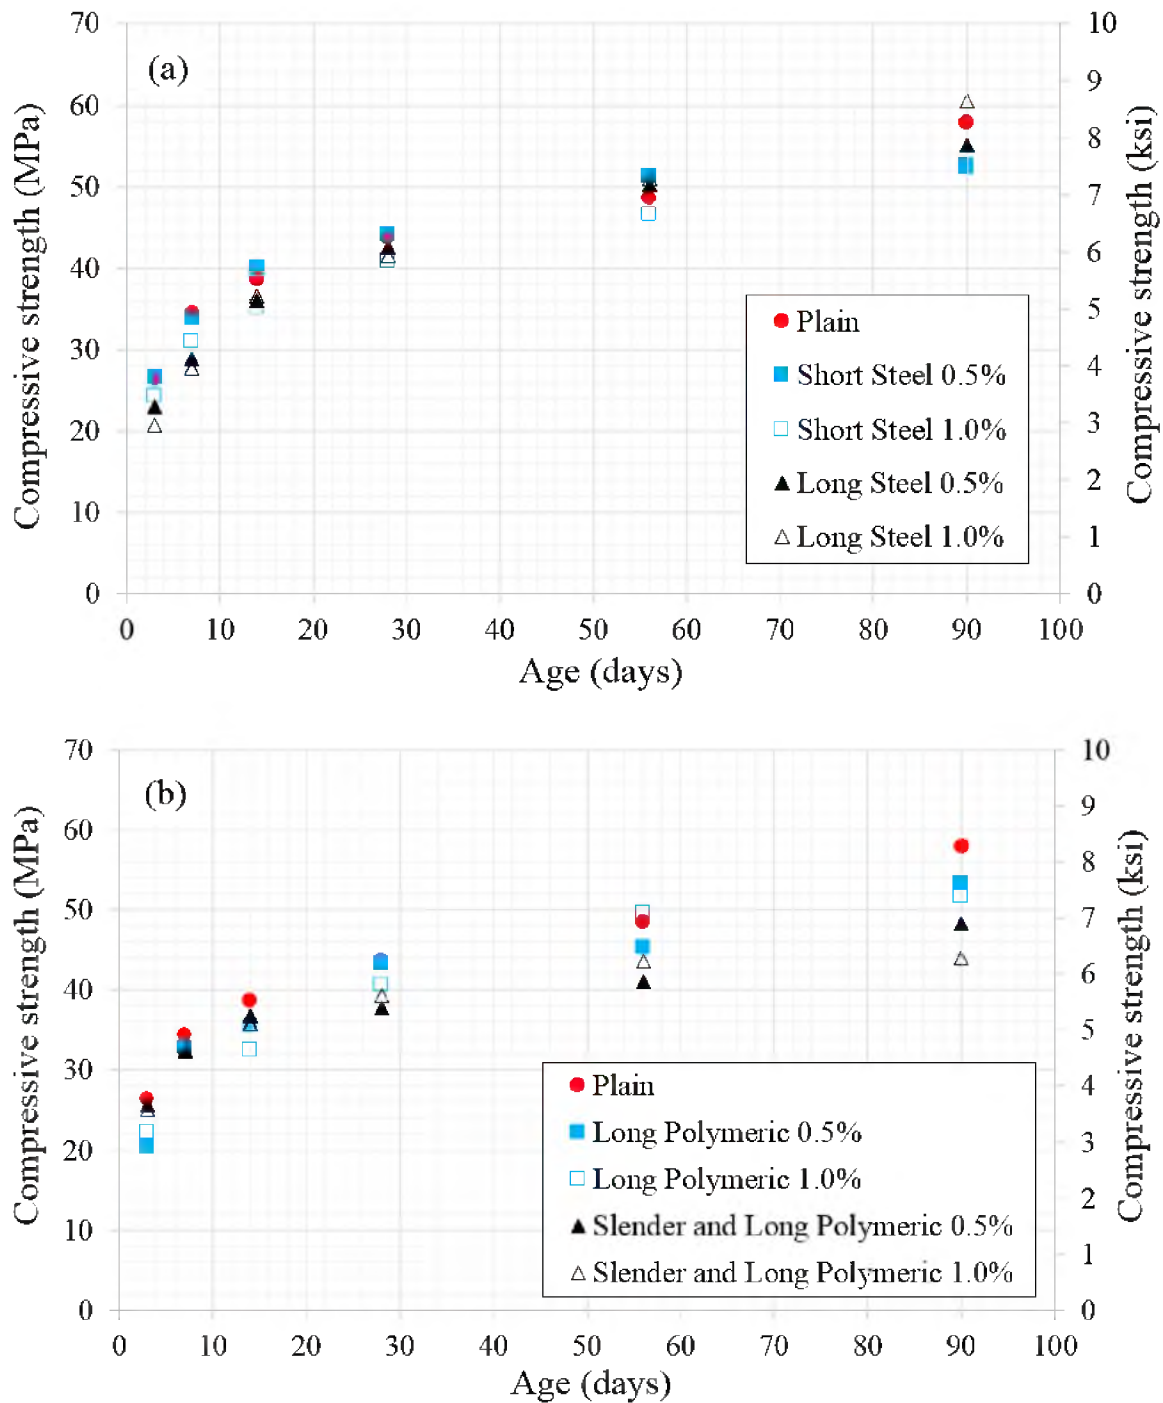 (a)
Compressive strength (MPa)
70
60
50
40
30
20
10
0
Compressive strength (ksi)
10
9
8
7
6
5
4
3
2
1
0
Plain
Short Steel 0.5%
Short Steel 1.0%
Long Steel 0.5%
Long Steel 1.0%
0 10 20 30 40 50 60 70 80 90 100
Age (days)
(b)
Compressive strength (MPa)
70
60
50
40
30
20
10
0
Compressive strength (ksi)
10
9
8
7
6
5
4
3
2
1
0
Plain
Long Polymeric 0.5%
Long Polymeric 1.0%
Slender and Long Polymeric 0.5%
Slender and Long Polymeric 1.0%
0 10 20 30 40 50 60 70 80 90 100
Age (days)